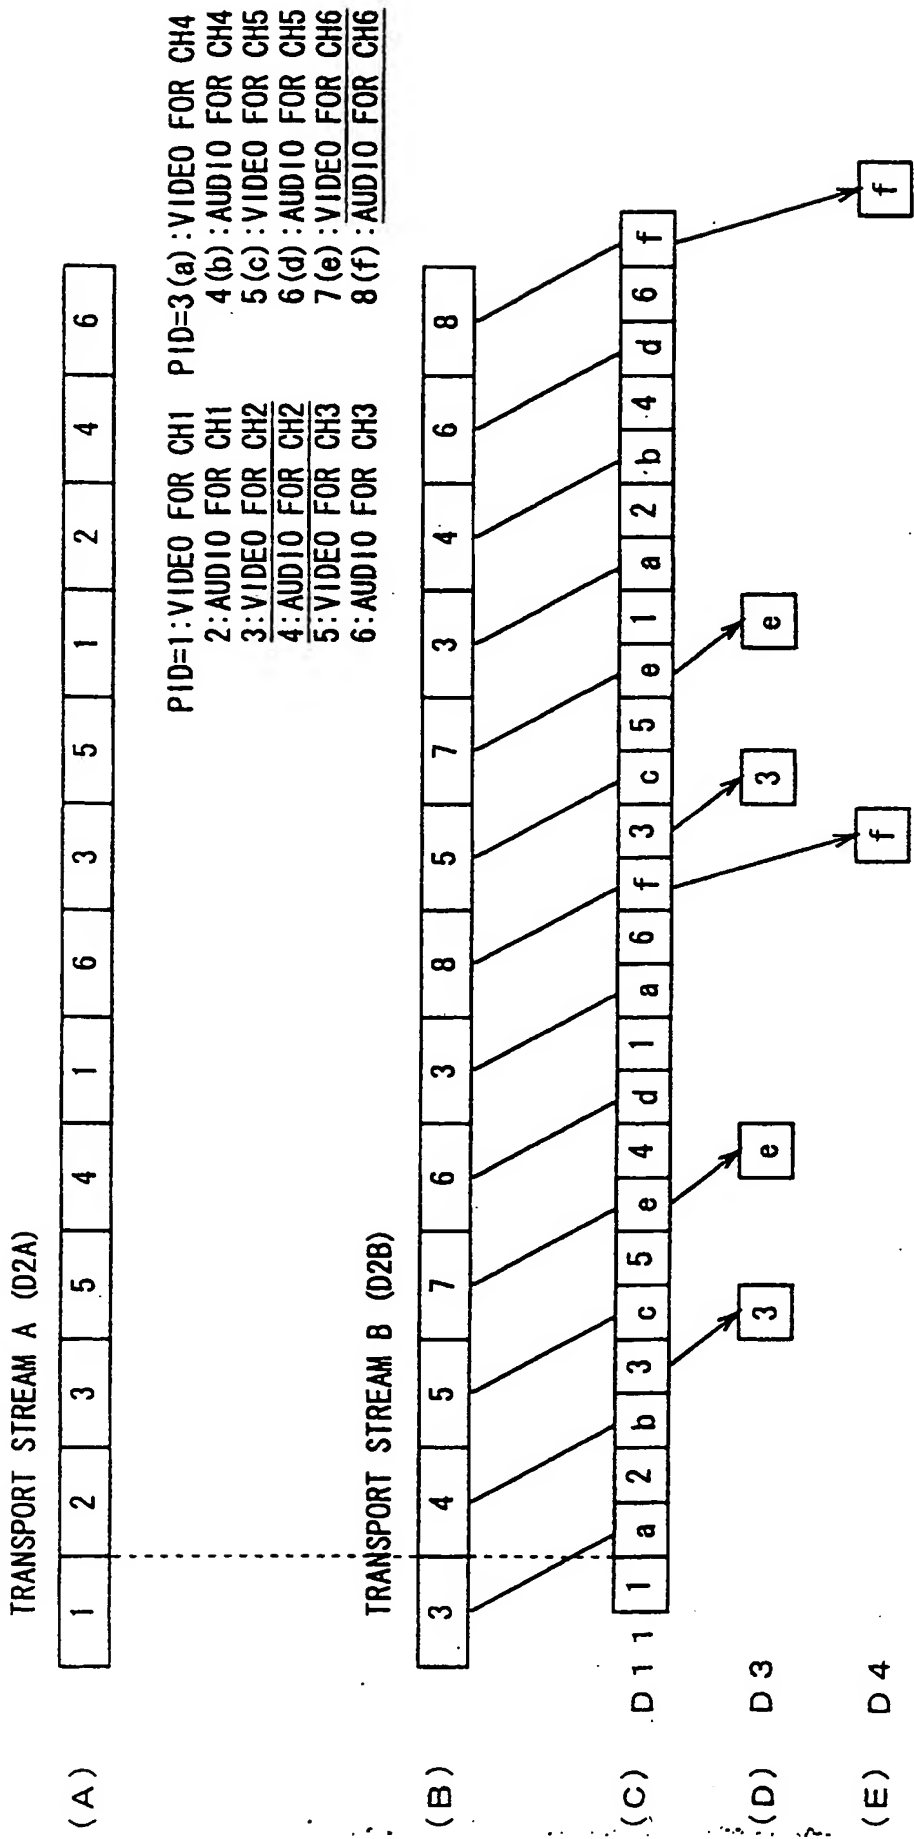 TRANSPORT STREAM A (D2A)
(A) 1 2 3 5 4 1 6 3 5 1 2 4 6
PID=1:VIDEO FOR CH1 PID=3(a):VIDEO FOR CH4
2:AUDIO FOR CH1 4(b):AUDIO FOR CH4
3:VIDEO FOR CH2 5(c):VIDEO FOR CH5
4:AUDIO FOR CH2 6(d):AUDIO FOR CH5
5:VIDEO FOR CH3 7(e):VIDEO FOR CH6
6:AUDIO FOR CH3 8(f):AUDIO FOR CH6
TRANSPORT STREAM B (D2B)
(B) 3 4 5 7 6 3 8 5 7 3 4 6 8
(C) D11 1 a 2 b 3 c 5 e 4 d 1 a 6 f 3 c 5 e 1 a 2 b 4 d 6 f
(D) D3 3 e 3 e
(E) D4 f f